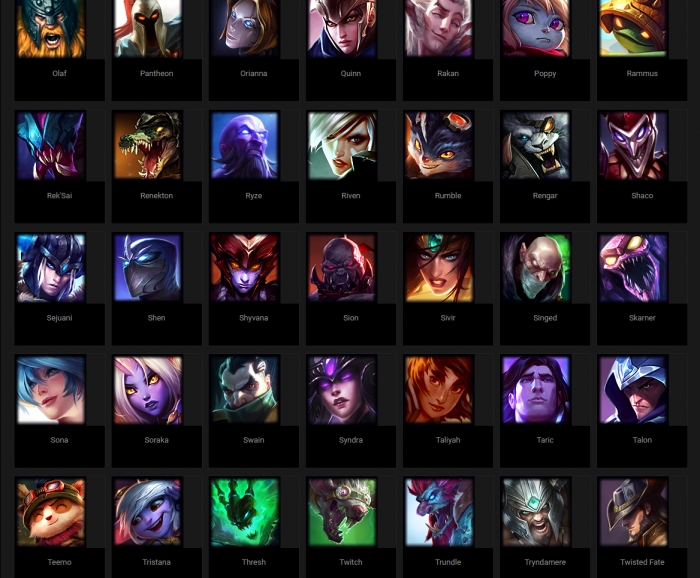 Olaf Pantheon Orianna Quinn Rakan Poppy Rammus
Rek'Sai Renekton Ryze Riven Rumble Rengar Shaco
Sejuani Shen Shyvana Sion Sivir Singed Skarner
Sona Soraka Swain Syndra Taliyah Taric Talon
Teemo Tristana Thresh Twitch Trundle Tryndamere Twisted Fate